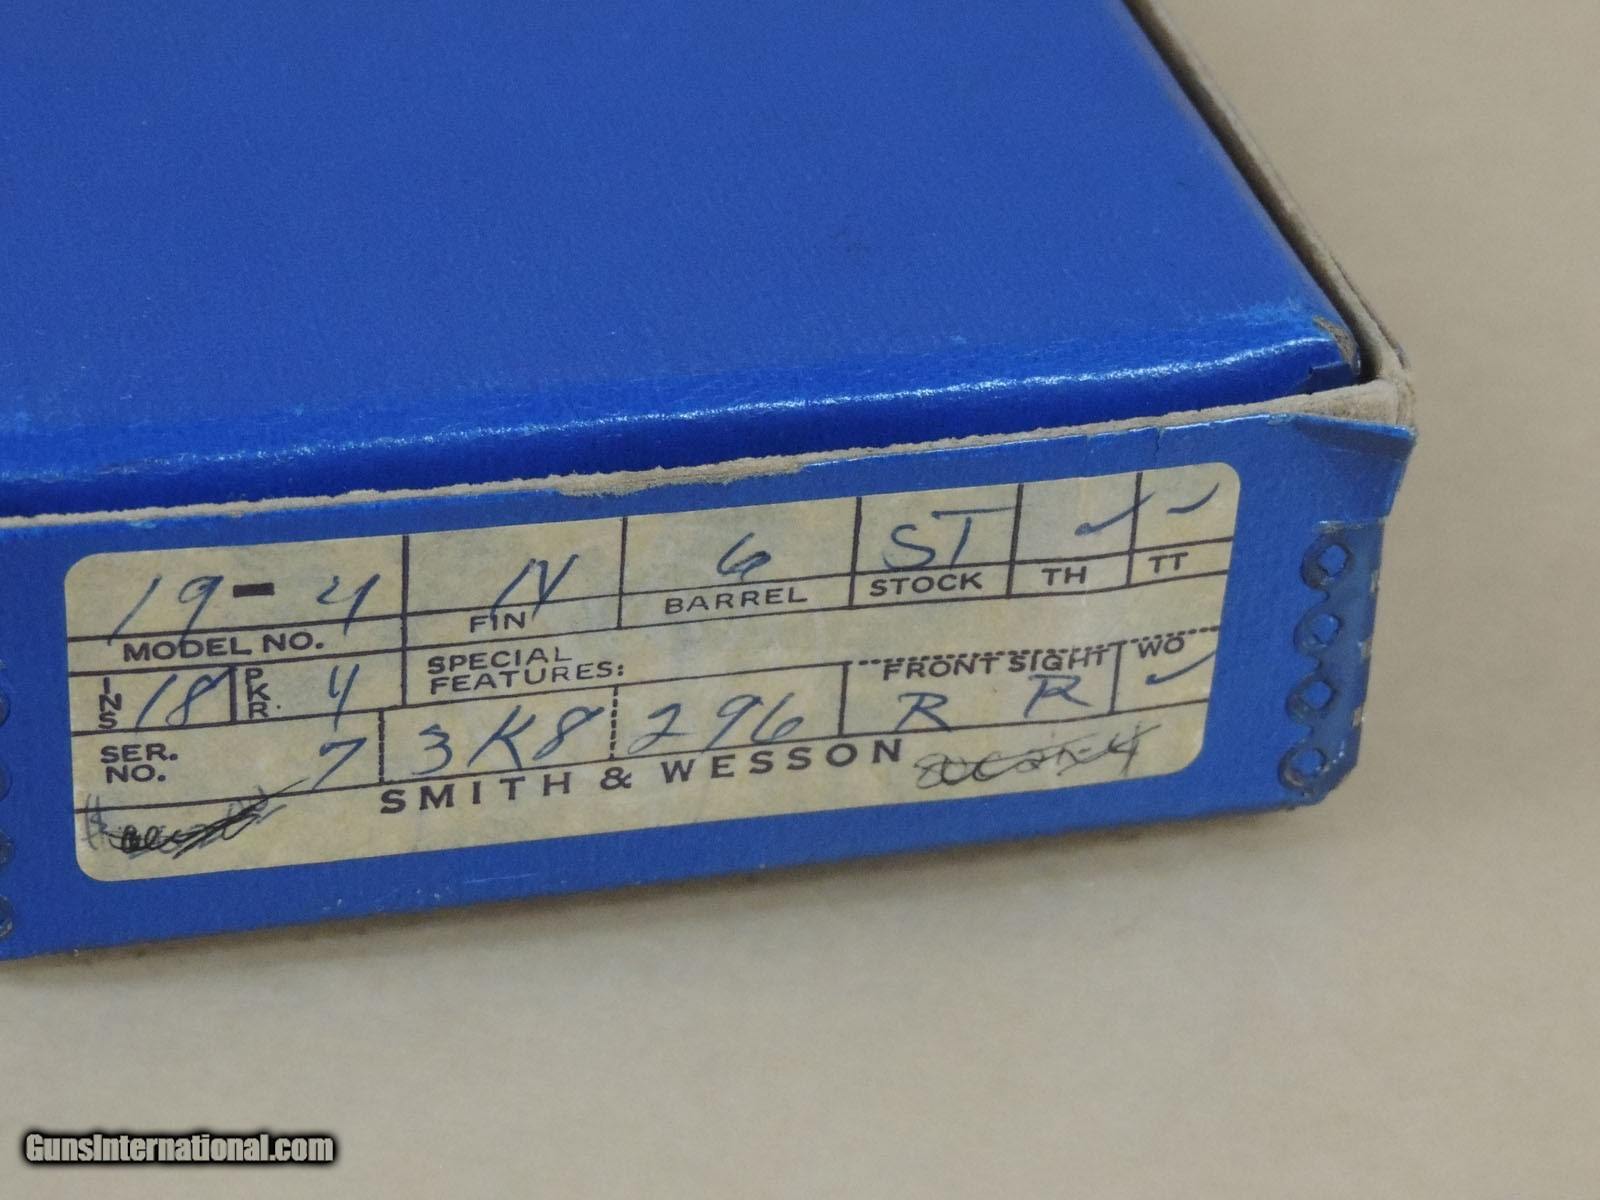 19-4 N 6 ST ✓ ✓
MODEL NO. FIN BARREL STOCK TH TT
INS 18 PKR. 4 SPECIAL FEATURES: FRONT SIGHT WO
R R ✓
SER. NO. 7 3K8 296
SMITH & WESSON
GunsInternational.com